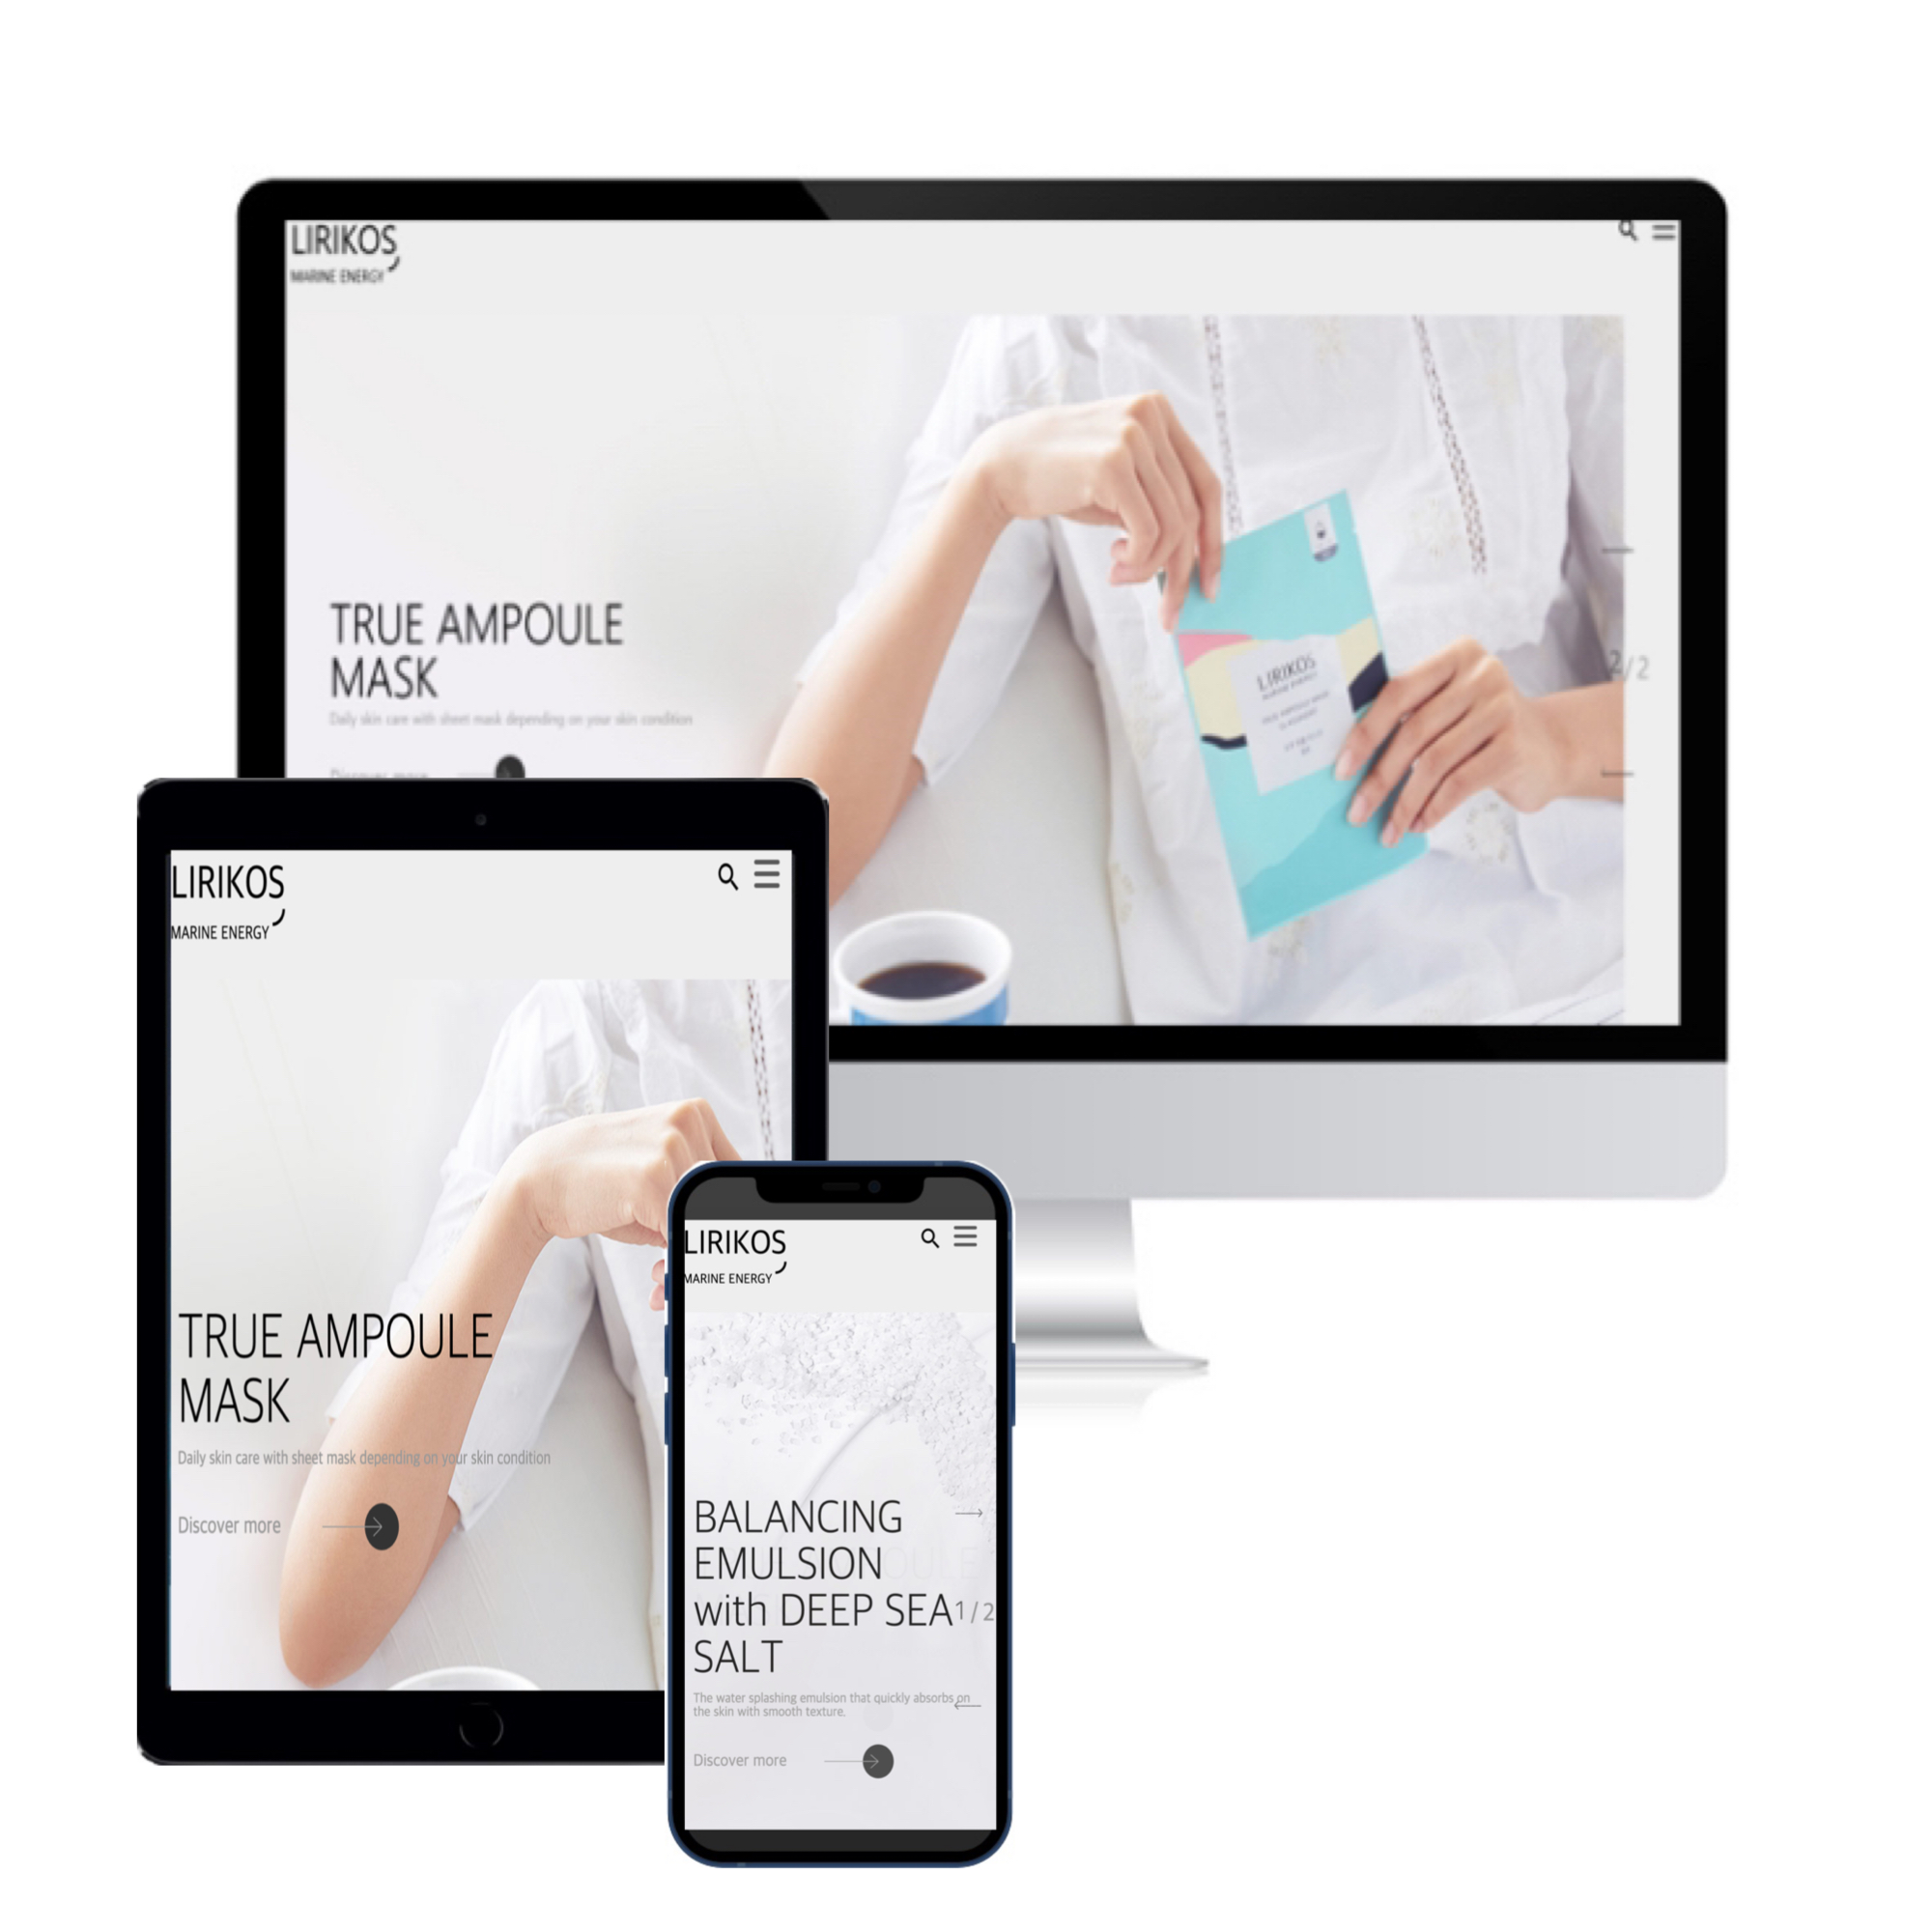 LIRIKOS
MARINE ENERGY
TRUE AMPOULE
MASK
Daily skin care with sheet mask depending on your skin condition
Discover more
2/2
LIRIKOS
MARINE ENERGY
LIRIKOS
MARINE ENERGY
TRUE AMPOULE
MASK
Daily skin care with sheet mask depending on your skin condition
Discover more
LIRIKOS
MARINE ENERGY
BALANCING
EMULSION
with DEEP SEA
SALT
1/2
The water splashing emulsion that quickly absorbs on
the skin with smooth texture.
Discover more